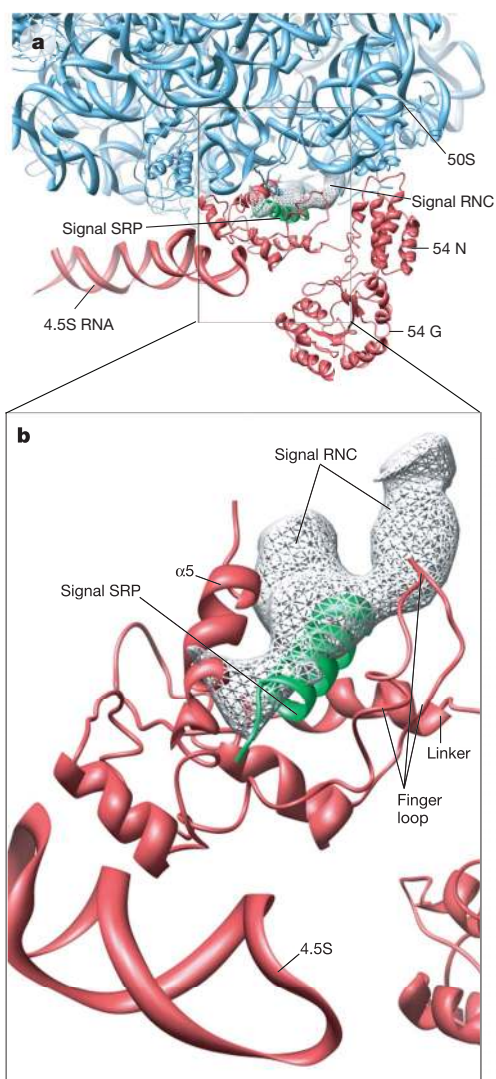 a
50S
Signal RNC
Signal SRP
54 N
4.5S RNA
54 G
b
Signal RNC
α5
Signal SRP
Linker
Finger
loop
4.5S